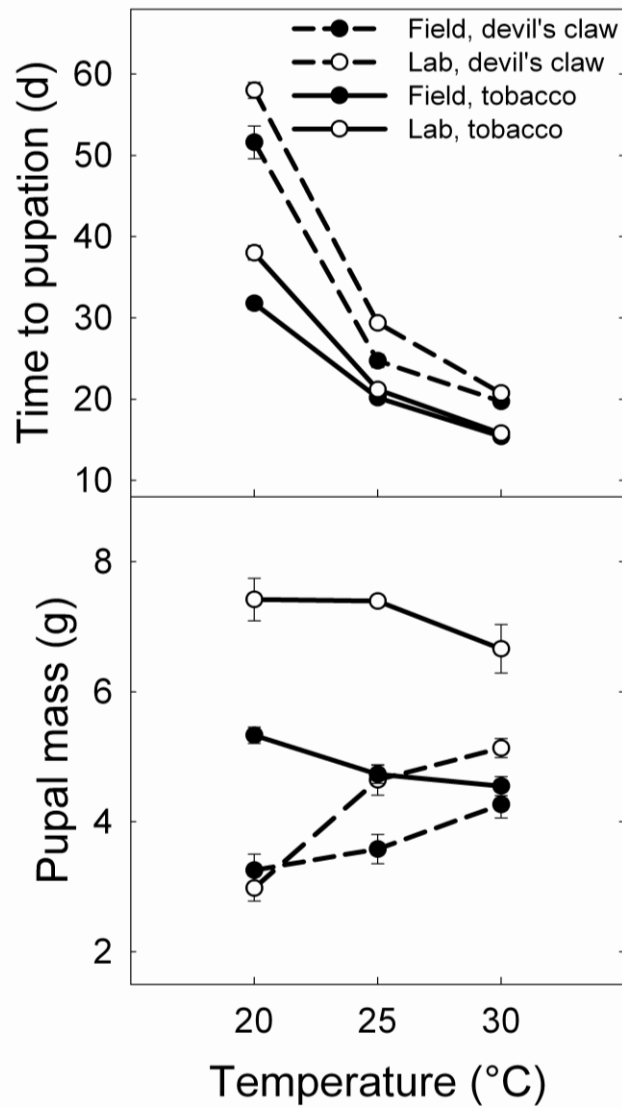 Field, devil's claw
Lab, devil's claw
Field, tobacco
Lab, tobacco
Time to pupation (d)
60
50
40
30
20
10
Pupal mass (g)
8
6
4
2
20 25 30
Temperature (°C)